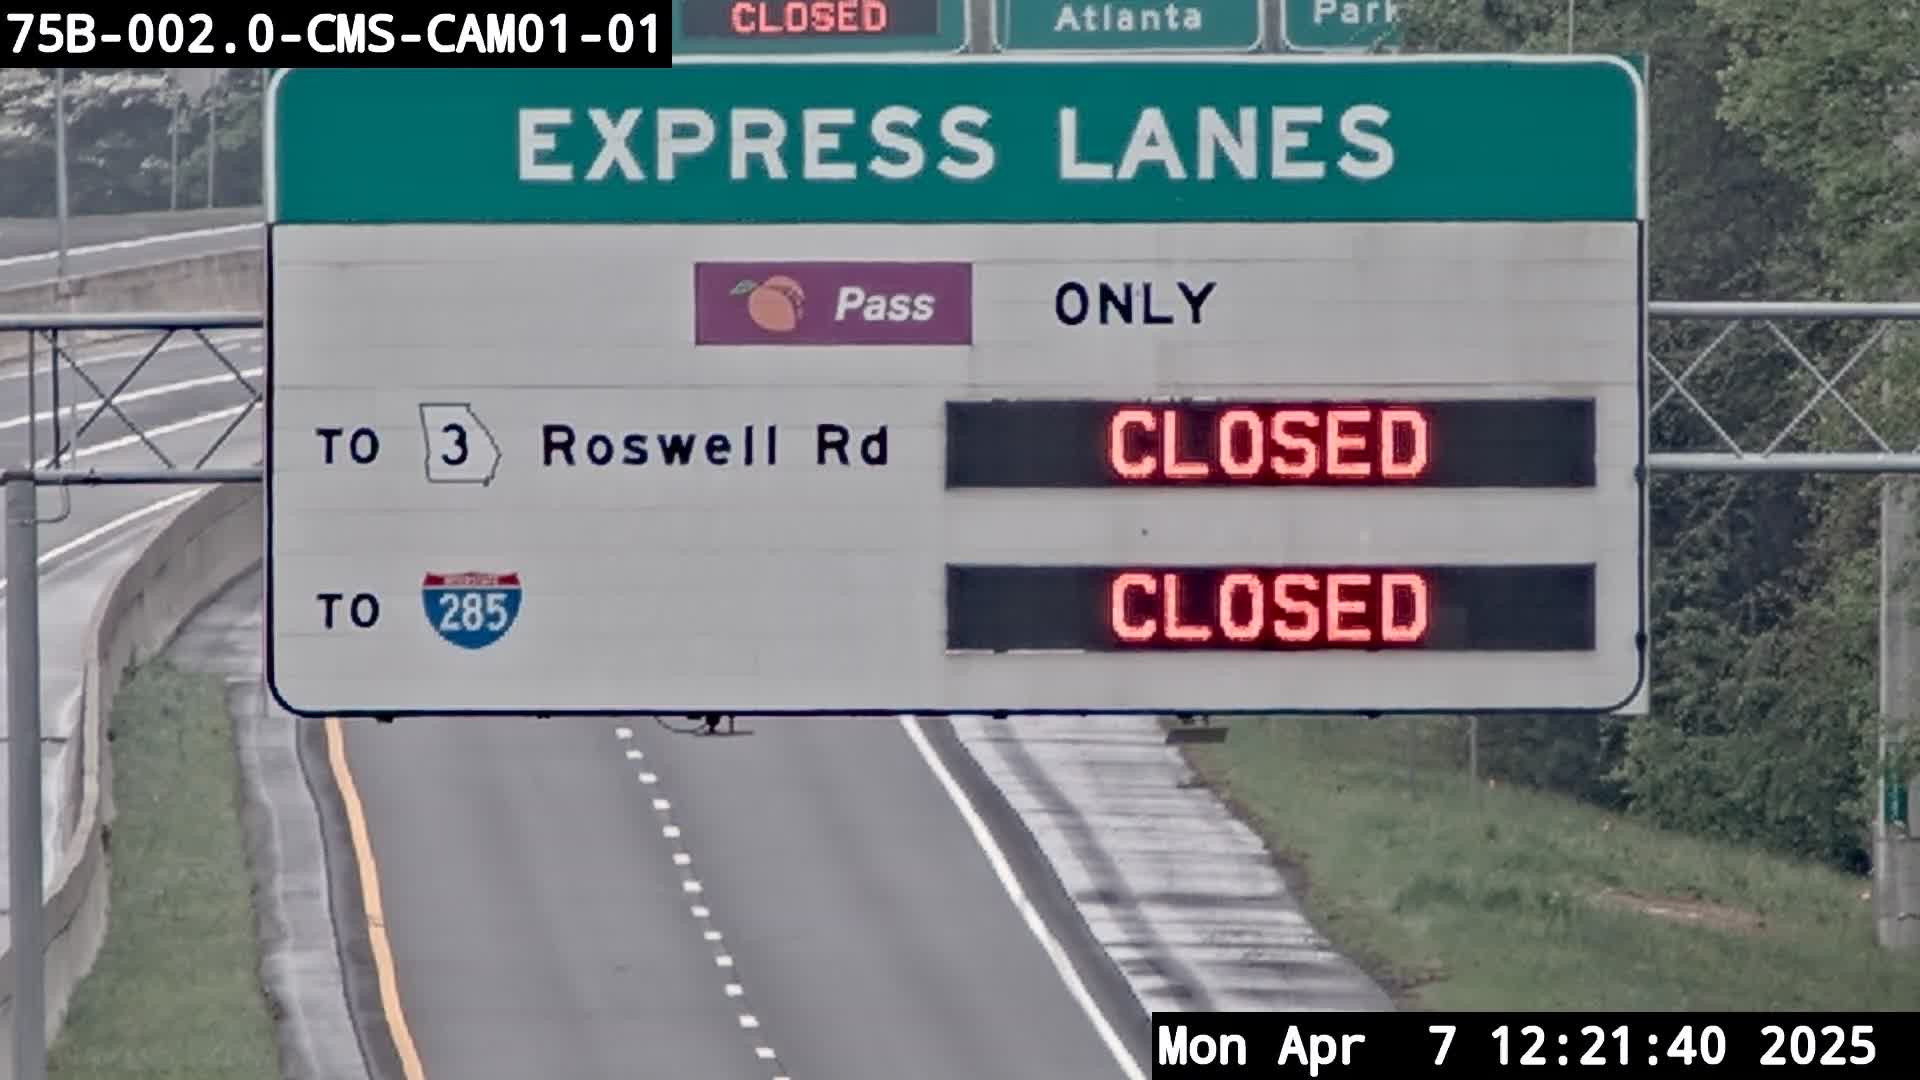 75B-002.0-CMS-CAM01-01
CLOSED
Atlanta
Park
EXPRESS LANES
Pass ONLY
TO 3 Roswell Rd CLOSED
TO INTERSTATE 285 CLOSED
Mon Apr 7 12:21:40 2025